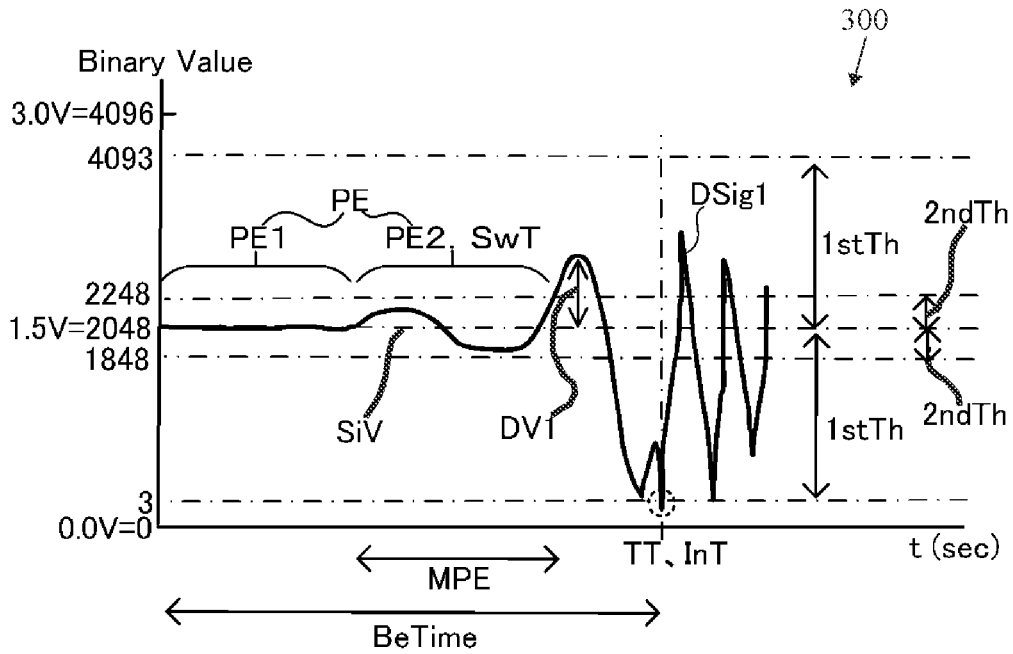 300
Binary Value
3.0V=4096
4093
PE
DSig1
2ndTh
PE1
PE2, SwT
1stTh
2248
1.5V=2048
1848
SiV
DV1
1stTh
2ndTh
3
0.0V=0
TT、InT
t (sec)
MPE
BeTime